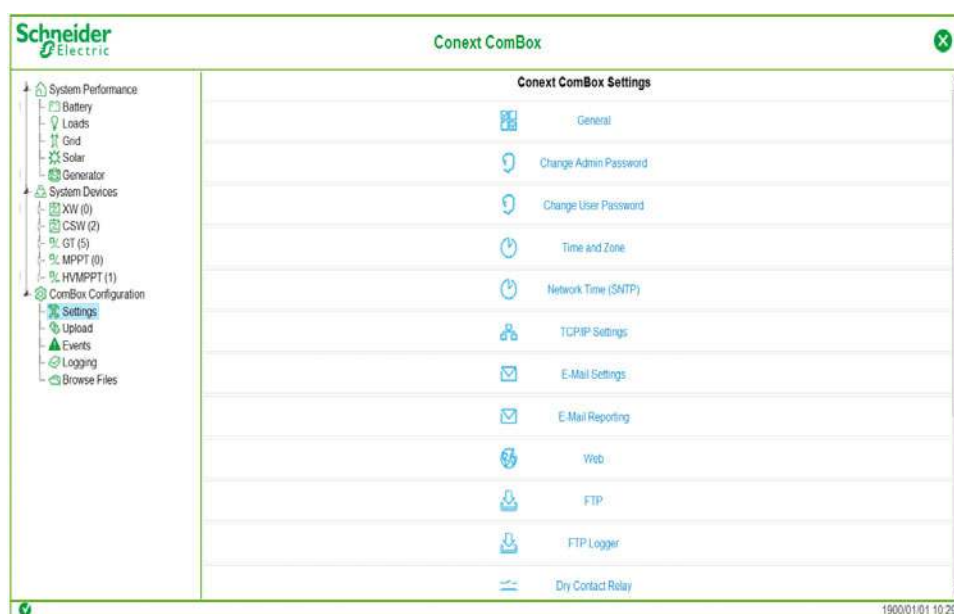 Schneider
Electric
Conext ComBox
System Performance
Battery
Loads
Grid
Solar
Generator
System Devices
XW (0)
CSW (2)
GT (5)
MPPT (0)
HVMPPT (1)
ComBox Configuration
Settings
Upload
Events
Logging
Browse Files
Conext ComBox Settings
General
Change Admin Password
Change User Password
Time and Zone
Network Time (SNTP)
TCP/IP Settings
E-Mail Settings
E-Mail Reporting
Web
FTP
FTP Logger
Dry Contact Relay
1900/01/01 10:29